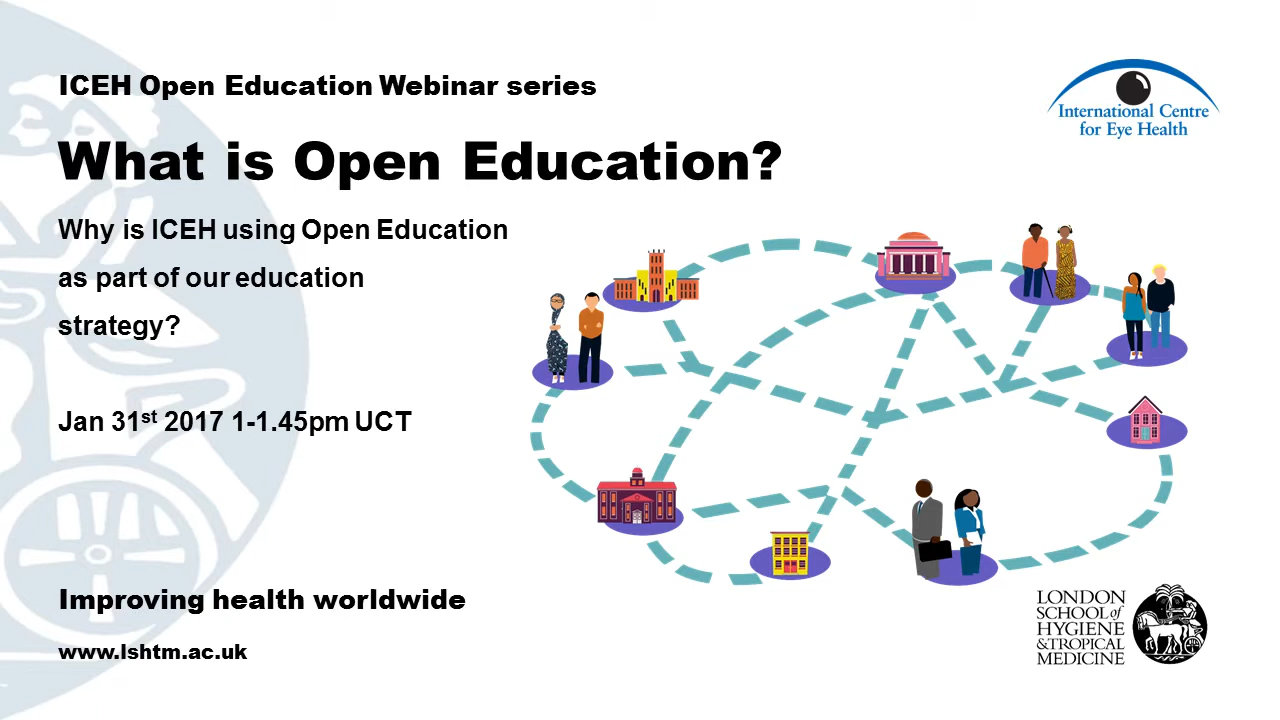 ICEH Open Education Webinar series
International Centre
for Eye Health
What is Open Education?
Why is ICEH using Open Education
as part of our education
strategy?
Jan 31st 2017 1-1.45pm UCT
Improving health worldwide
www.lshtm.ac.uk
LONDON
SCHOOL of
HYGIENE
& TROPICAL
MEDICINE